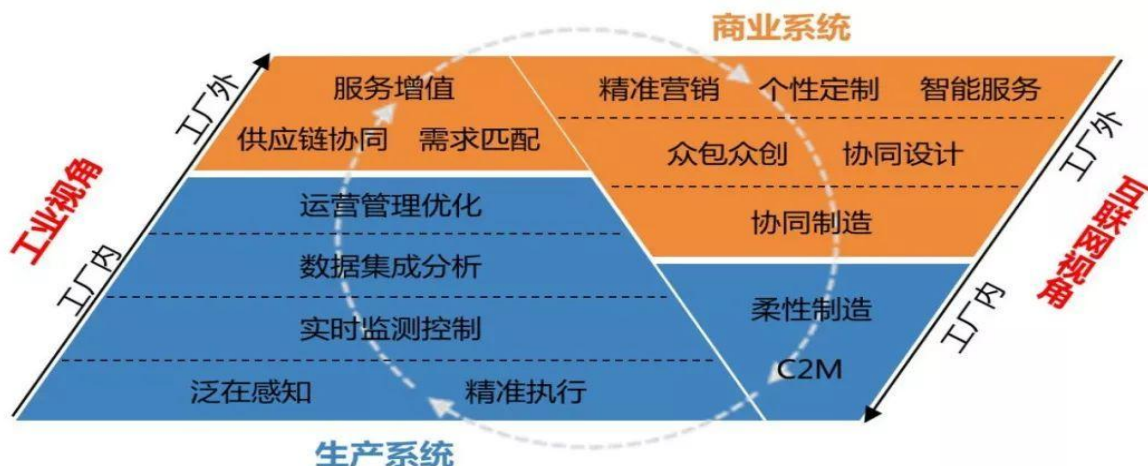 商业系统
服务增值
供应链协同 需求匹配
运营管理优化
数据集成分析
实时监测控制
泛在感知 精准执行
精准营销 个性定制 智能服务
众包众创 协同设计
协同制造
柔性制造
C2M
工厂外
工业视角
工厂内
工厂外
互联网视角
工厂内
生产系统